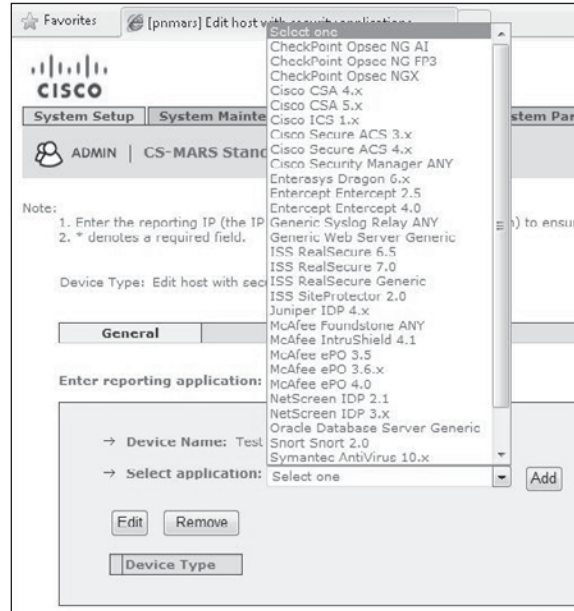 Favorites
[pnmars] Edit host with security applications
CISCO
System Setup
System Mainte
stem Par
ADMIN | CS-MARS Stand
Note:
1. Enter the reporting IP (the IP
) to ensu
2. * denotes a required field.
Device Type: Edit host with sec
General
Enter reporting application:
→ Device Name: Test
Select one
CheckPoint Opsec NG AI
CheckPoint Opsec NG FP3
CheckPoint Opsec NGX
Cisco CSA 4.x
Cisco CSA 5.x
Cisco ICS 1.x
Cisco Secure ACS 3.x
Cisco Secure ACS 4.x
Cisco Security Manager ANY
Enterasys Dragon 6.x
Entercept Entercept 2.5
Entercept Entercept 4.0
Generic Syslog Relay ANY
Generic Web Server Generic
ISS RealSecure 6.5
ISS RealSecure 7.0
ISS RealSecure Generic
ISS SiteProtector 2.0
Juniper IDP 4.x
McAfee Foundstone ANY
McAfee IntruShield 4.1
McAfee ePO 3.5
McAfee ePO 3.6.x
McAfee ePO 4.0
NetScreen IDP 2.1
NetScreen IDP 3.x
Oracle Database Server Generic
Snort Snort 2.0
Symantec AntiVirus 10.x
→ Select application: Select one
Add
Edit
Remove
Device Type